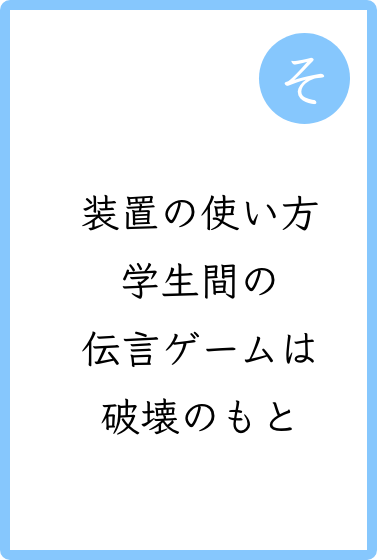 そ
装置の使い方
学生間の
伝言ゲームは
破壊のもと